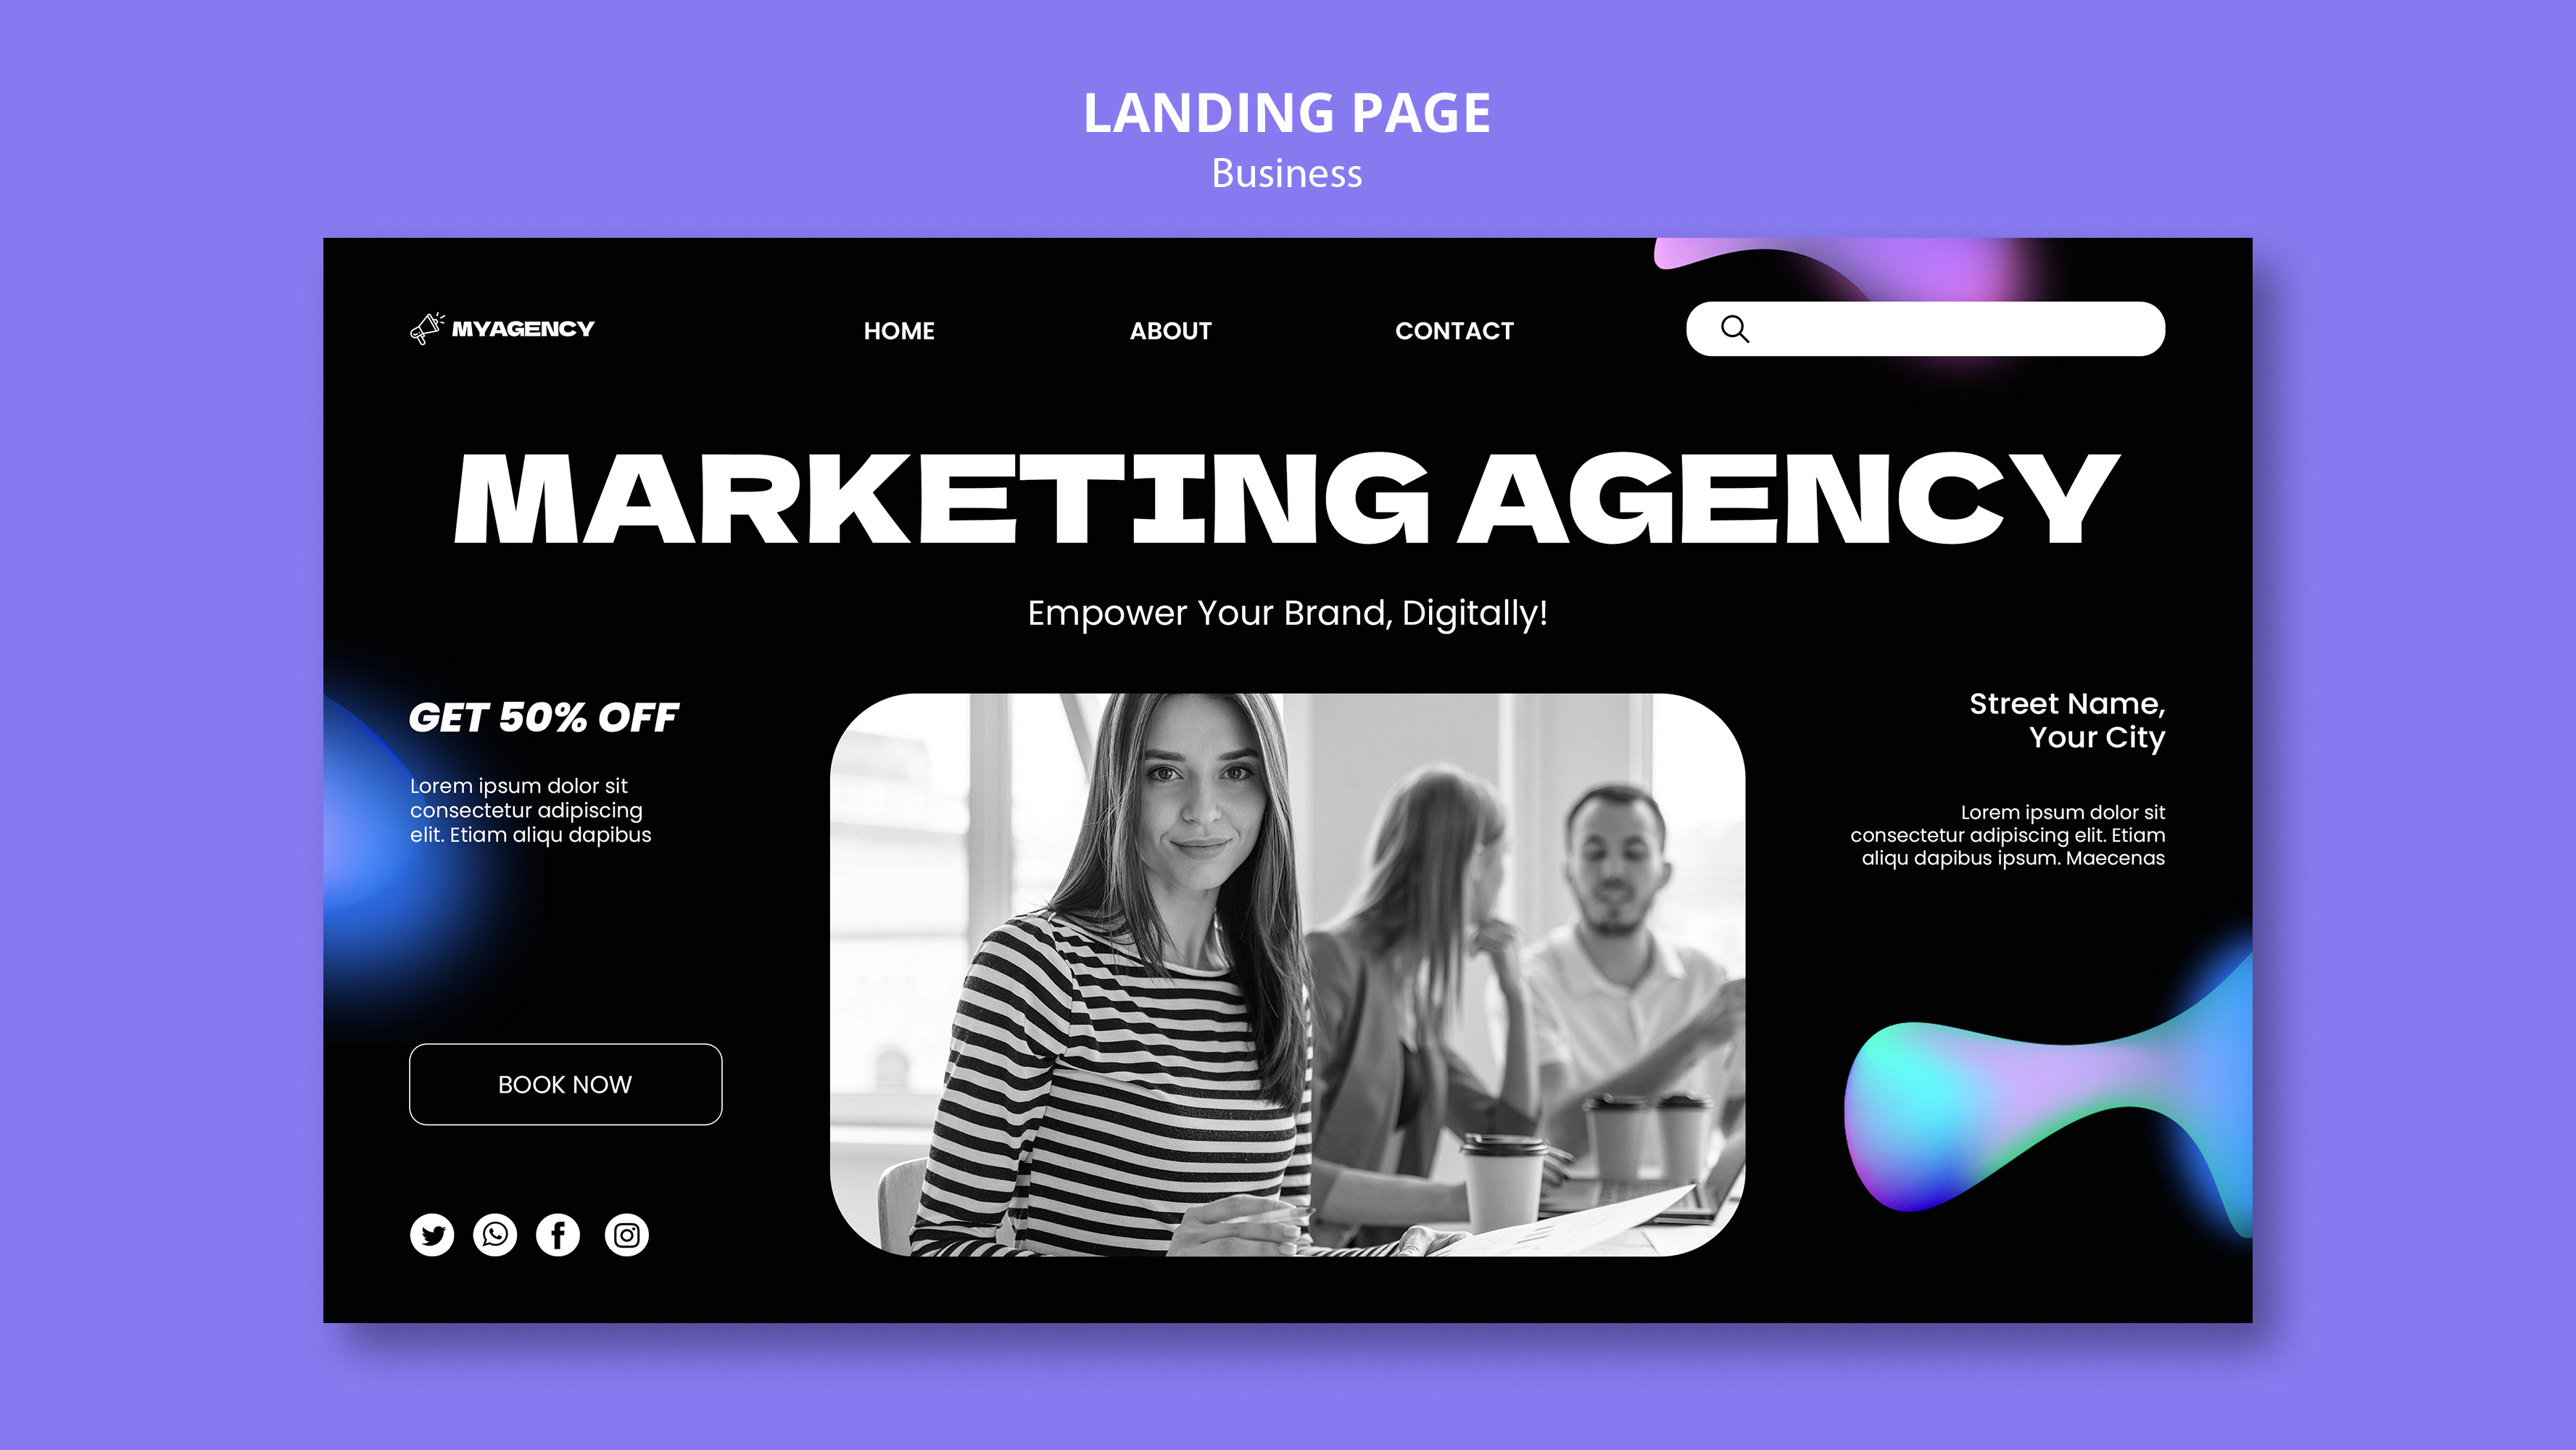 LANDING PAGE
Business
MYAGENCY
HOME
ABOUT
CONTACT
MARKETING AGENCY
Empower Your Brand, Digitally!
GET 50% OFF
Lorem ipsum dolor sit
consectetur adipiscing
elit. Etiam aliqu dapibus
BOOK NOW
Street Name,
Your City
Lorem ipsum dolor sit
consectetur adipiscing elit. Etiam
aliqu dapibus ipsum. Maecenas